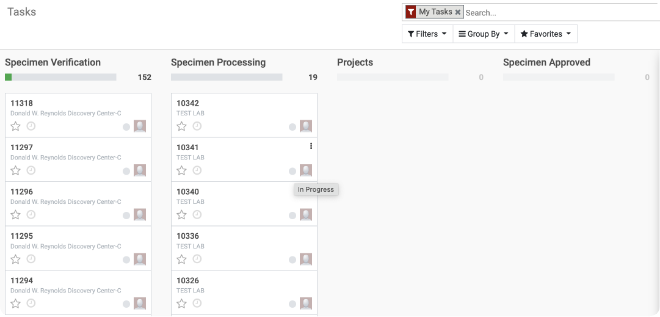 Tasks
My Tasks ×
Search...
Filters
Group By
Favorites
Specimen Verification
152
Specimen Processing
19
Projects
0
Specimen Approved
0
11318
Donald W. Reynolds Discovery Center-C
10342
TEST LAB
11297
Donald W. Reynolds Discovery Center-C
10341
TEST LAB
In Progress
11296
Donald W. Reynolds Discovery Center-C
10340
TEST LAB
11295
Donald W. Reynolds Discovery Center-C
10336
TEST LAB
11294
Donald W. Reynolds Discovery Center-C
10326
TEST LAB